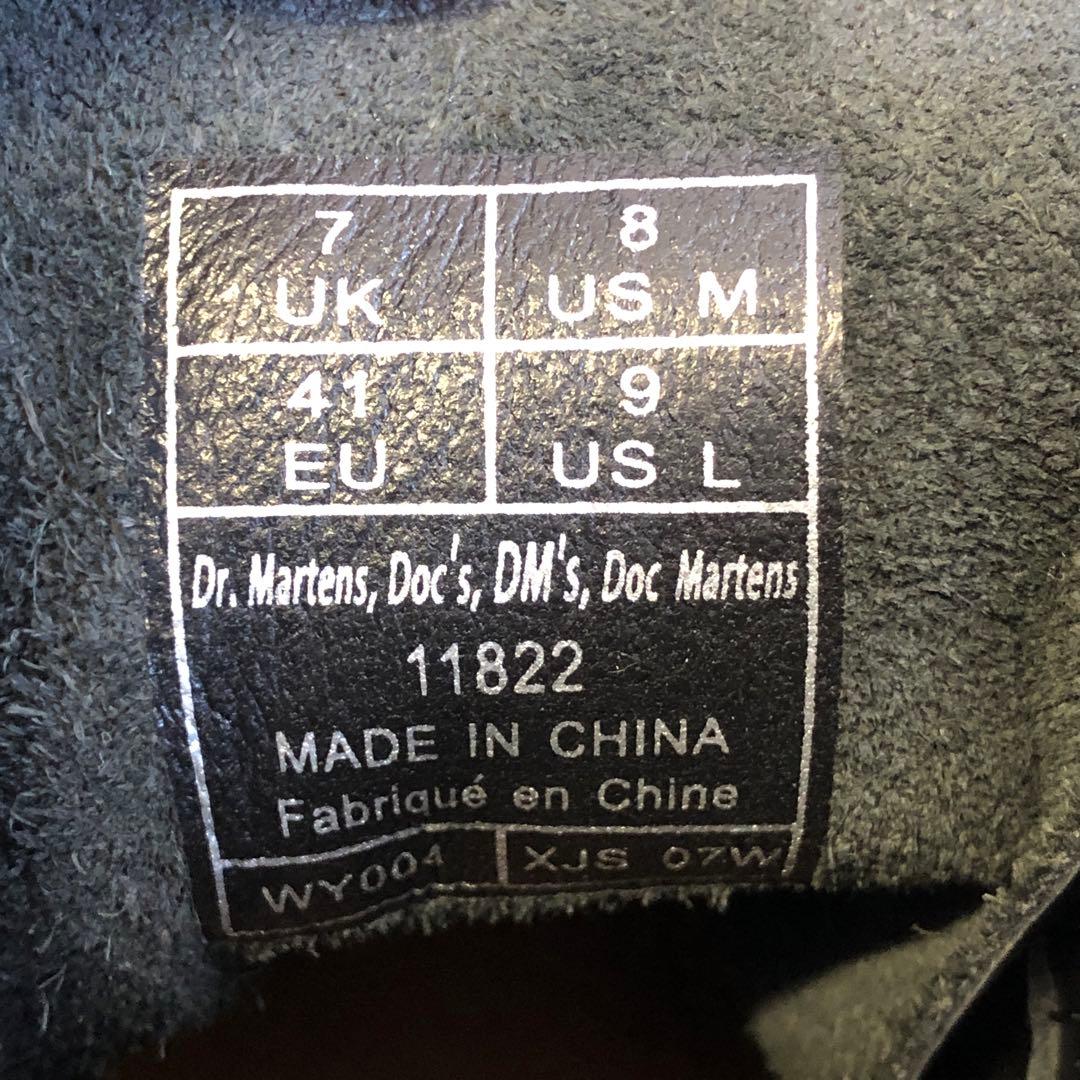 7
UK
8
US M
41
EU
9
US L
Dr. Martens, Doc's, DM's, Doc Martens
11822
MADE IN CHINA
Fabriqué en Chine
WY004
XJS 07W